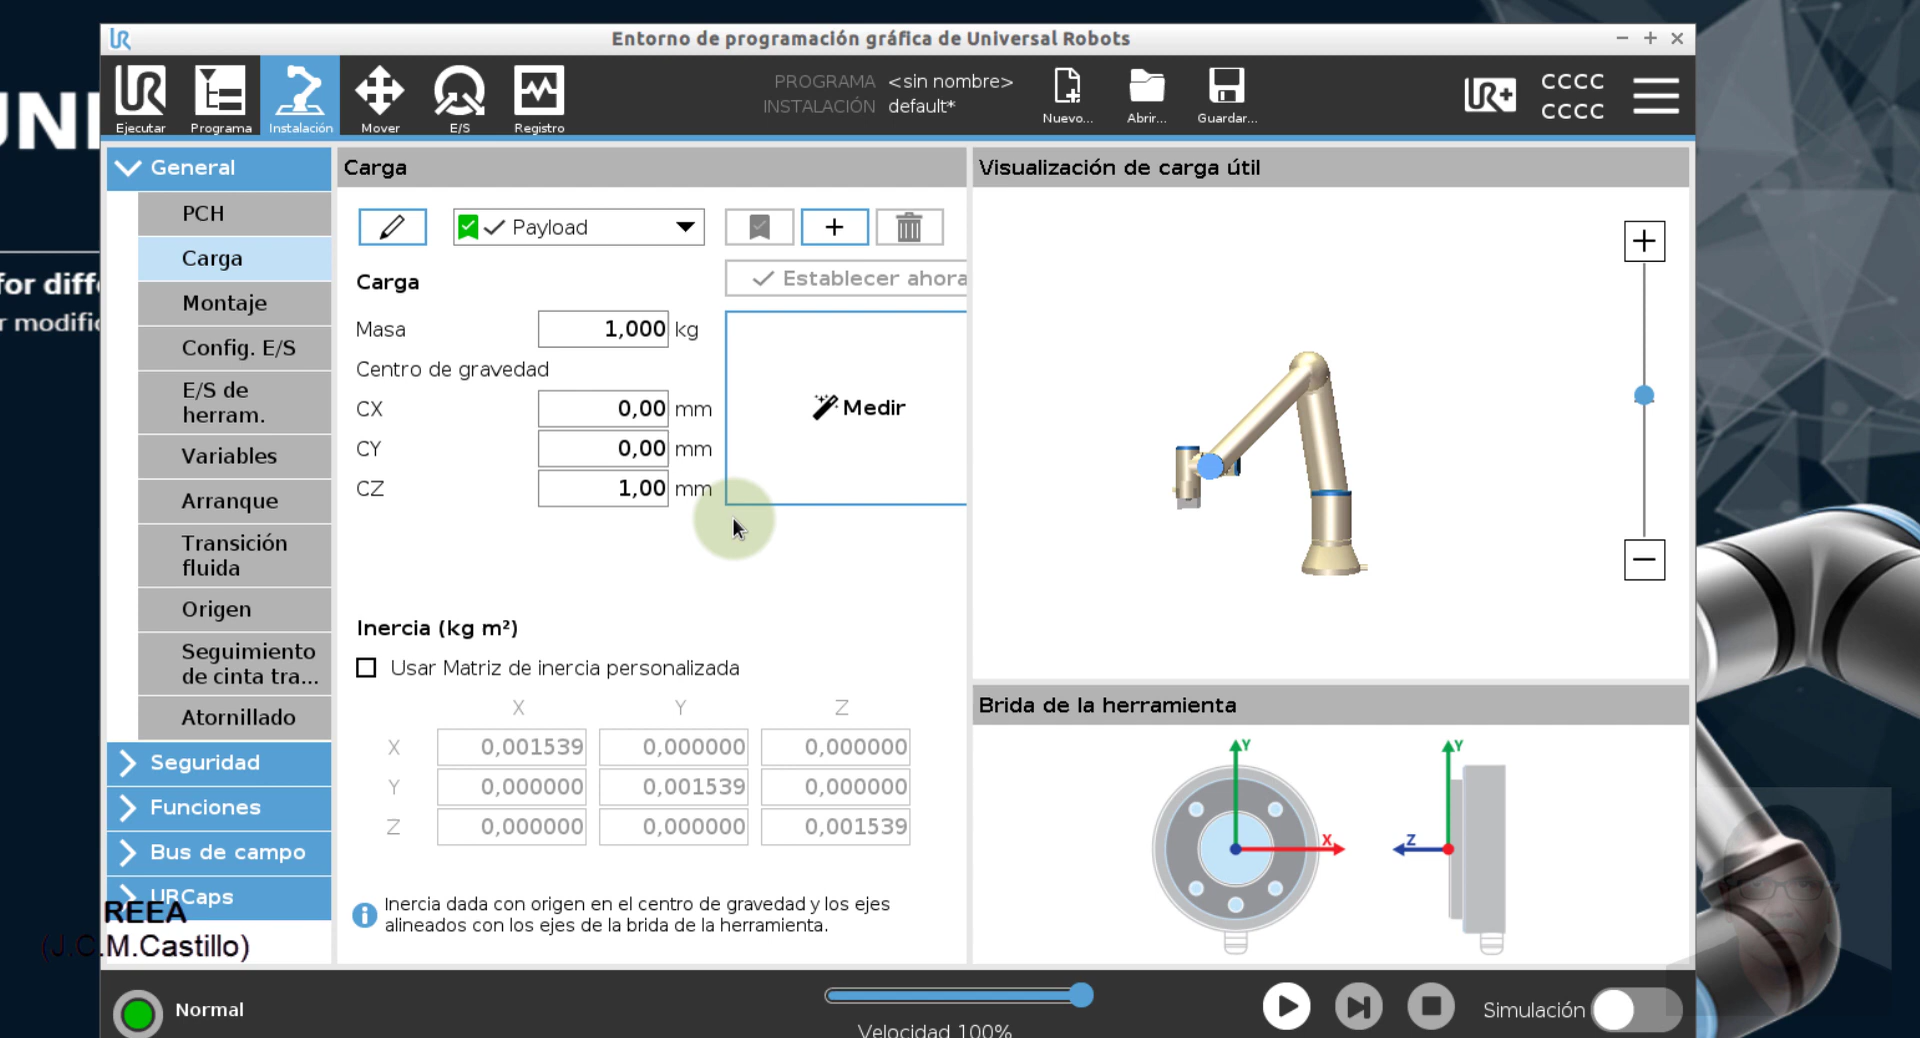 Entorno de programación gráfica de Universal Robots
UR
Ejecutar
Programa
Instalación
Mover
E/S
Registro
PROGRAMA <sin nombre>
INSTALACIÓN default*
Nuevo...
Abrir...
Guardar...
UR+
CCCC
CCCC
UNI
for diff
r modific
General
PCH
Carga
Montaje
Config. E/S
E/S de
herram.
Variables
Arranque
Transición
fluida
Origen
Seguimiento
de cinta tra...
Atornillado
Seguridad
Funciones
Bus de campo
URCaps
REEA
(J.C.M.Castillo)
Carga
Payload
+
Establecer ahora
Carga
Masa 1,000 kg
Centro de gravedad
CX 0,00 mm
CY 0,00 mm
CZ 1,00 mm
Medir
Inercia (kg m²)
Usar Matriz de inercia personalizada
X Y Z
X 0,001539 0,000000 0,000000
Y 0,000000 0,001539 0,000000
Z 0,000000 0,000000 0,001539
Inercia dada con origen en el centro de gravedad y los ejes
alineados con los ejes de la brida de la herramienta.
Visualización de carga útil
Brida de la herramienta
Y
X
Y
Z
Normal
Velocidad 100%
Simulación